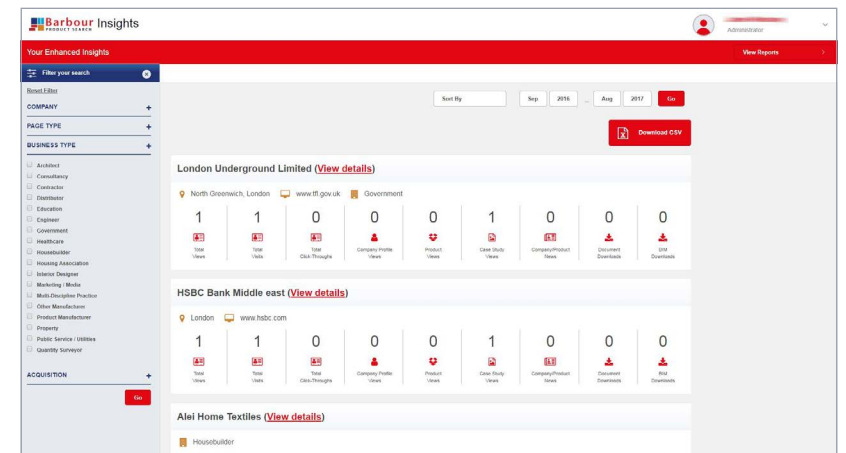 Barbour Insights
PRODUCT SEARCH
Administrator
Your Enhanced Insights
View Reports
Filter your search
Reset Filter
COMPANY +
PAGE TYPE +
BUSINESS TYPE +
Architect
Consultancy
Contractor
Distributor
Education
Engineer
Government
Healthcare
Housebuilder
Housing Association
Interior Designer
Marketing / Media
Multi-Discipline Practice
Other Manufacturer
Product Manufacturer
Property
Public Service / Utilities
Quantity Surveyor
ACQUISITION +
Go
Sort By
Sep 2016 - Aug 2017 Go
Download CSV
London Underground Limited (View details)
North Greenwich, London www.tfl.gov.uk Government
1 1 0 0 0 1 0 0 0
Total Views
Total Visits
Total Click-Throughs
Company Profile Views
Product Views
Case Study Views
Company/Product News
Document Downloads
BIM Downloads
HSBC Bank Middle east (View details)
London www.hsbc.com
1 1 0 0 0 1 0 0 0
Total Views
Total Visits
Total Click-Throughs
Company Profile Views
Product Views
Case Study Views
Company/Product News
Document Downloads
BIM Downloads
Alei Home Textiles (View details)
Housebuilder